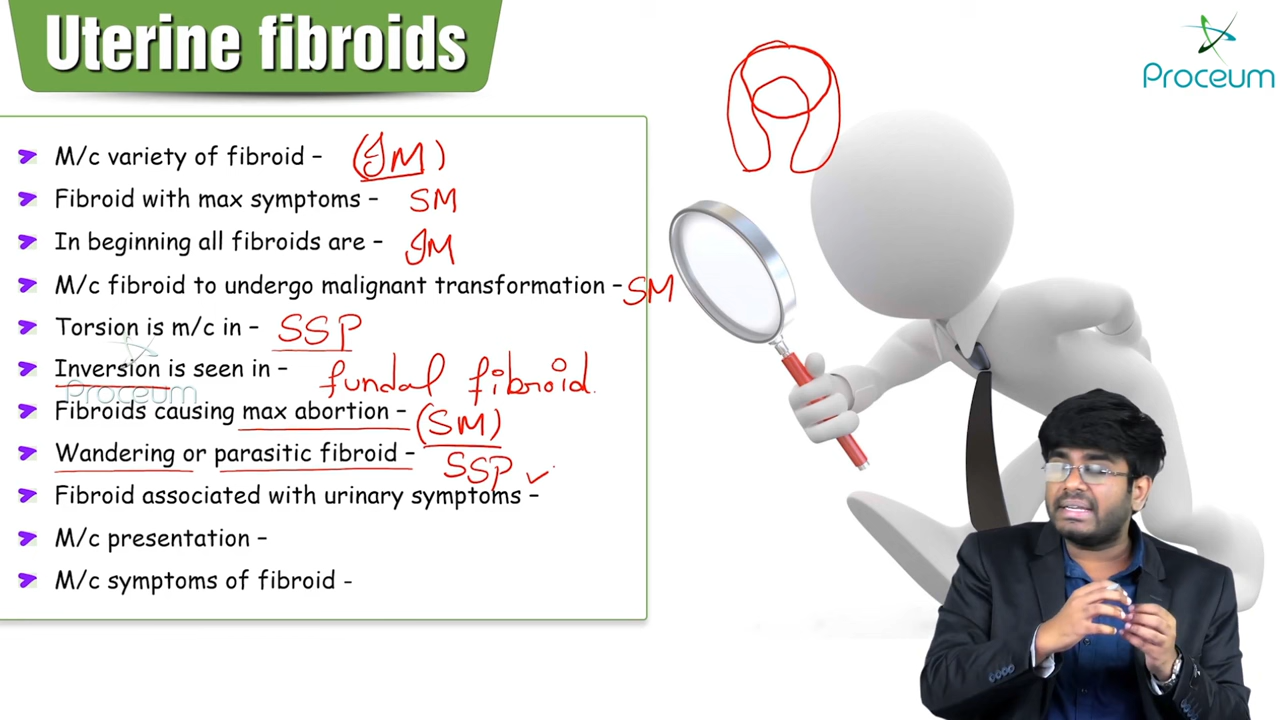 Uterine fibroids
Proceum
M/c variety of fibroid – (IM)
Fibroid with max symptoms – SM
In beginning all fibroids are – IM
M/c fibroid to undergo malignant transformation – SM
Torsion is m/c in – SSP
Inversion is seen in – fundal fibroid.
Proceum
Fibroids causing max abortion – (SM)
Wandering or parasitic fibroid – SSP ✓
Fibroid associated with urinary symptoms –
M/c presentation –
M/c symptoms of fibroid -